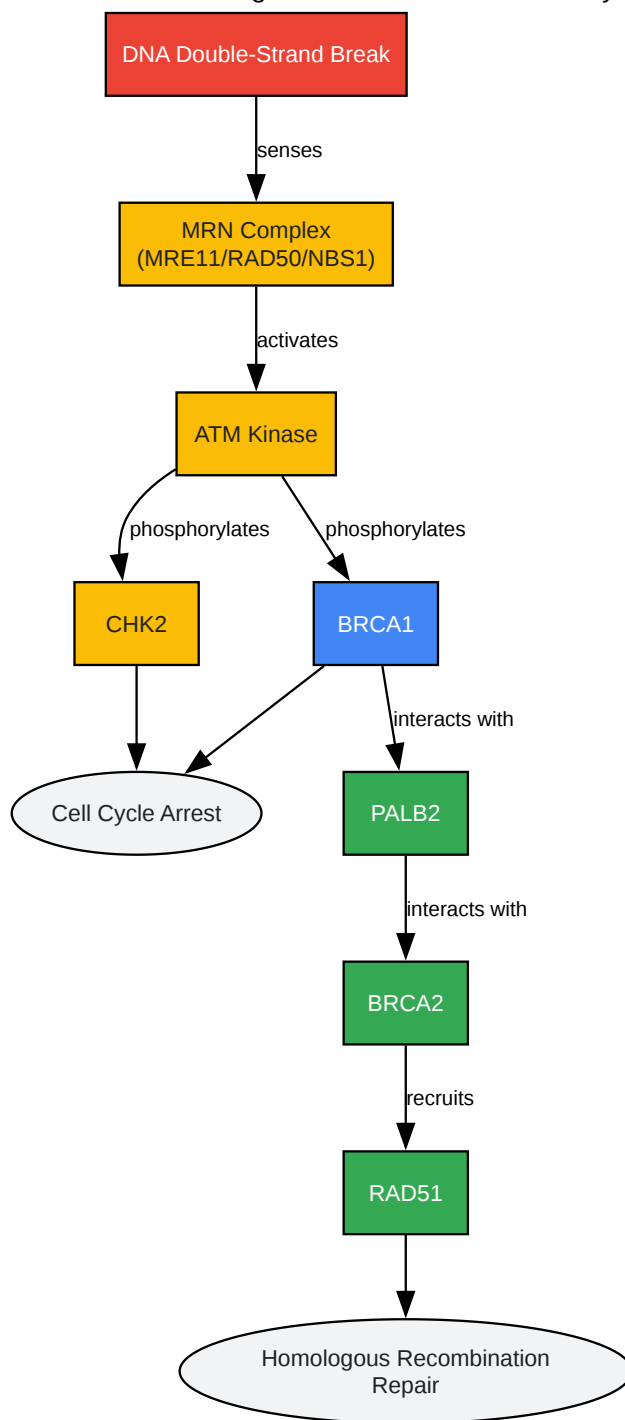 DNA Double-Strand Break
senses
MRN Complex
(MRE11/RAD50/NBS1)
activates
ATM Kinase
phosphorylates
phosphorylates
CHK2
BRCA1
interacts with
Cell Cycle Arrest
PALB2
interacts with
BRCA2
recruits
RAD51
Homologous Recombination
Repair